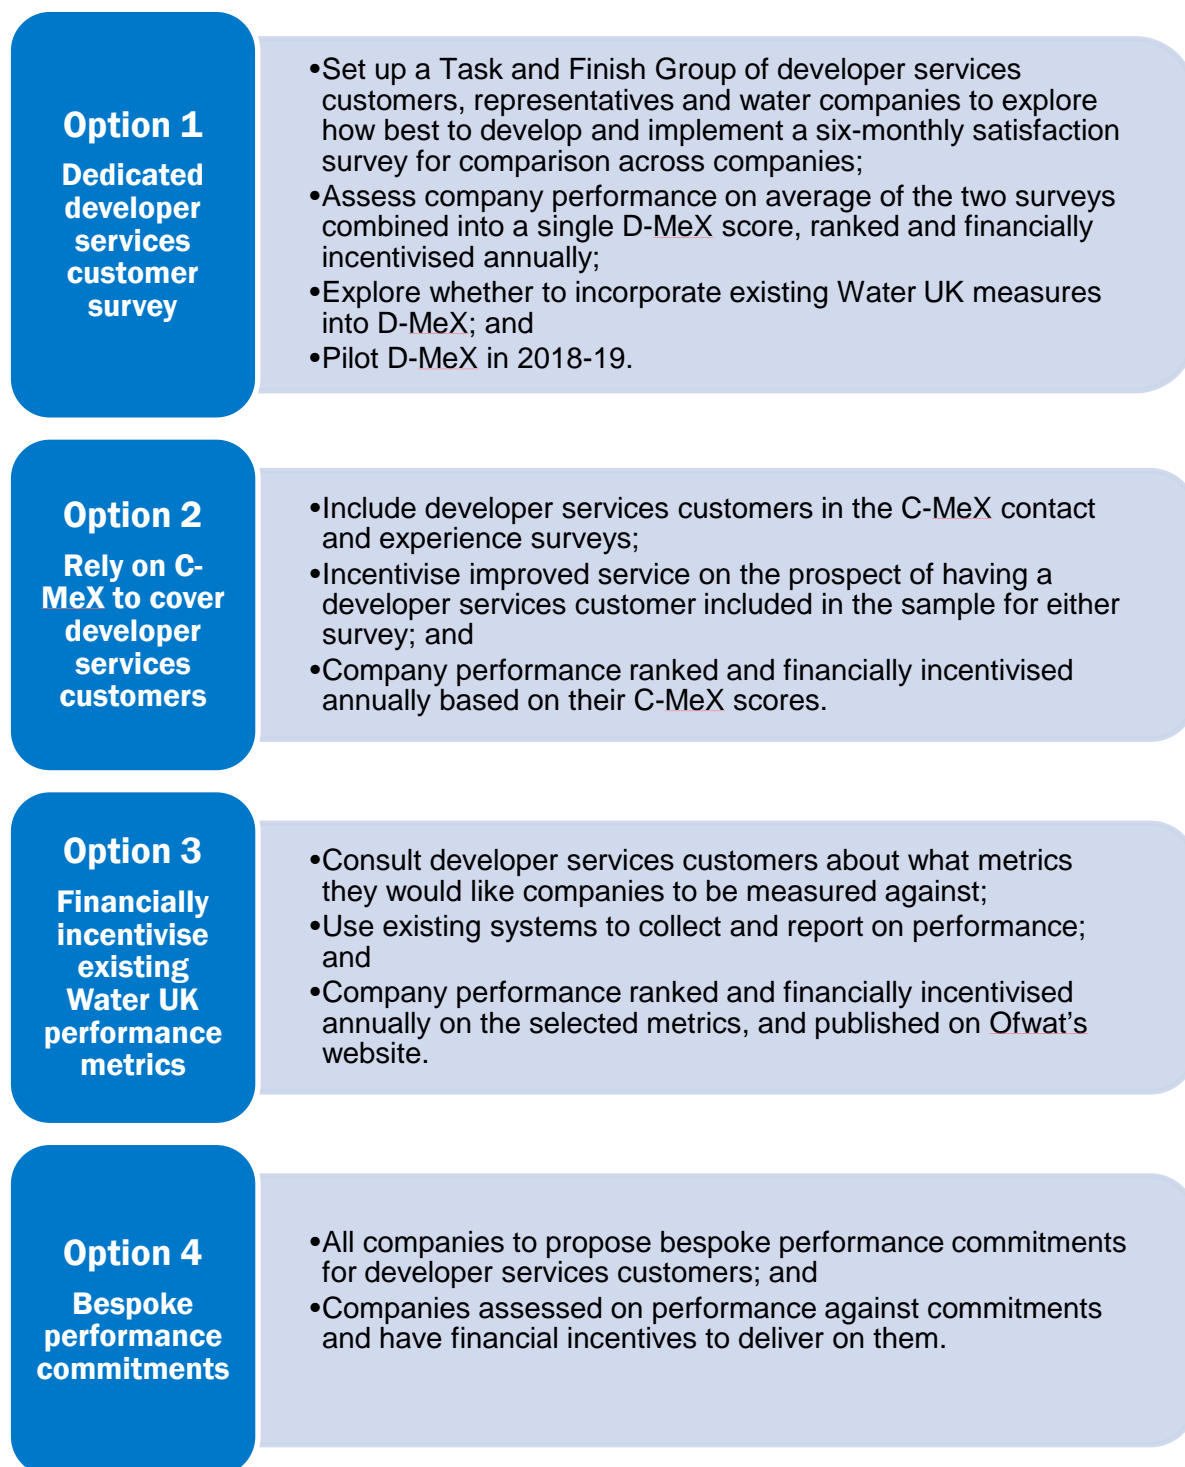 Option 1
Dedicated
developer
services
customer
survey
•Set up a Task and Finish Group of developer services
customers, representatives and water companies to explore
how best to develop and implement a six-monthly satisfaction
survey for comparison across companies;
•Assess company performance on average of the two surveys
combined into a single D-MeX score, ranked and financially
incentivised annually;
•Explore whether to incorporate existing Water UK measures
into D-MeX; and
•Pilot D-MeX in 2018-19.
Option 2
Rely on C-
MeX to cover
developer
services
customers
•Include developer services customers in the C-MeX contact
and experience surveys;
•Incentivise improved service on the prospect of having a
developer services customer included in the sample for either
survey; and
•Company performance ranked and financially incentivised
annually based on their C-MeX scores.
Option 3
Financially
incentivise
existing
Water UK
performance
metrics
•Consult developer services customers about what metrics
they would like companies to be measured against;
•Use existing systems to collect and report on performance;
and
•Company performance ranked and financially incentivised
annually on the selected metrics, and published on Ofwat’s
website.
Option 4
Bespoke
performance
commitments
•All companies to propose bespoke performance commitments
for developer services customers; and
•Companies assessed on performance against commitments
and have financial incentives to deliver on them.